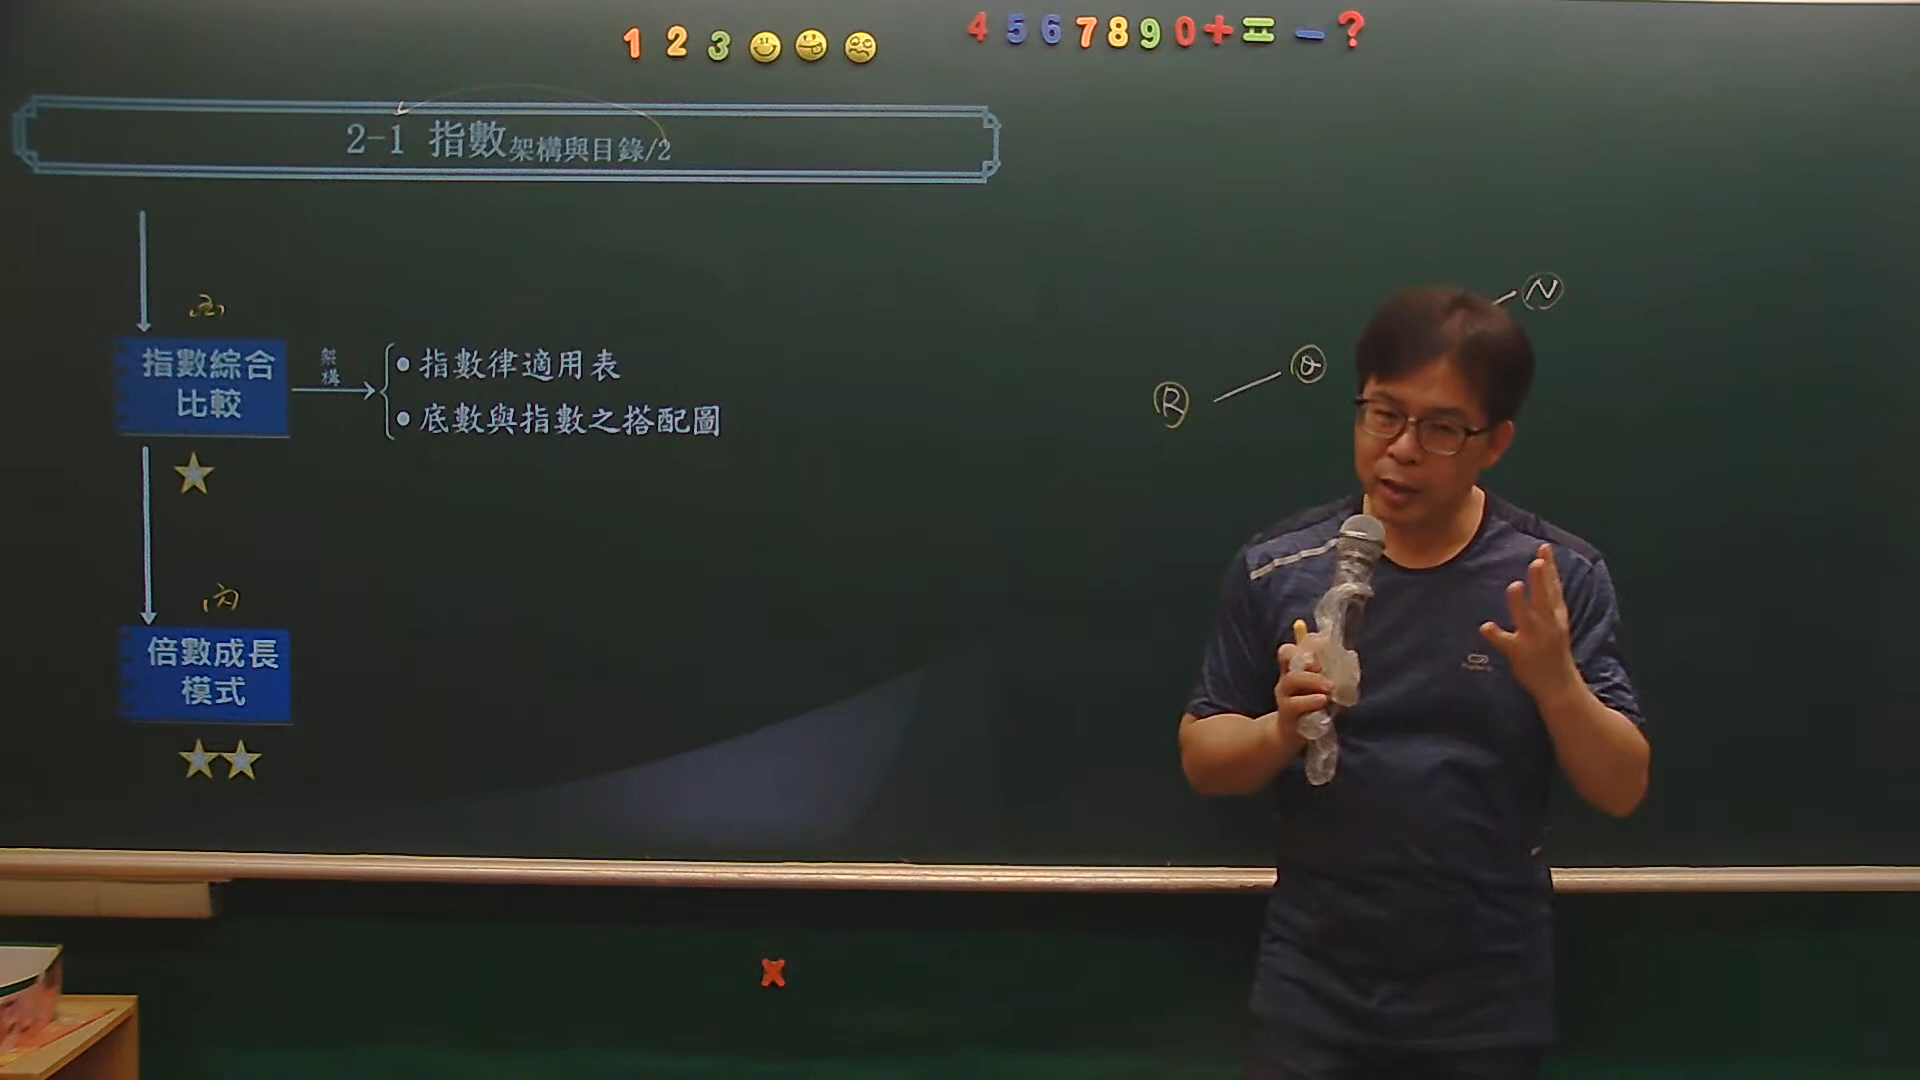 1 2 3
4 5 6 7 8 9 0 + = - ?
2-1 指數架構與目錄/2
四
指數綜合
比較
架構
• 指數律適用表
• 底數與指數之搭配圖
丙
倍數成長
模式
N
Q
R
x